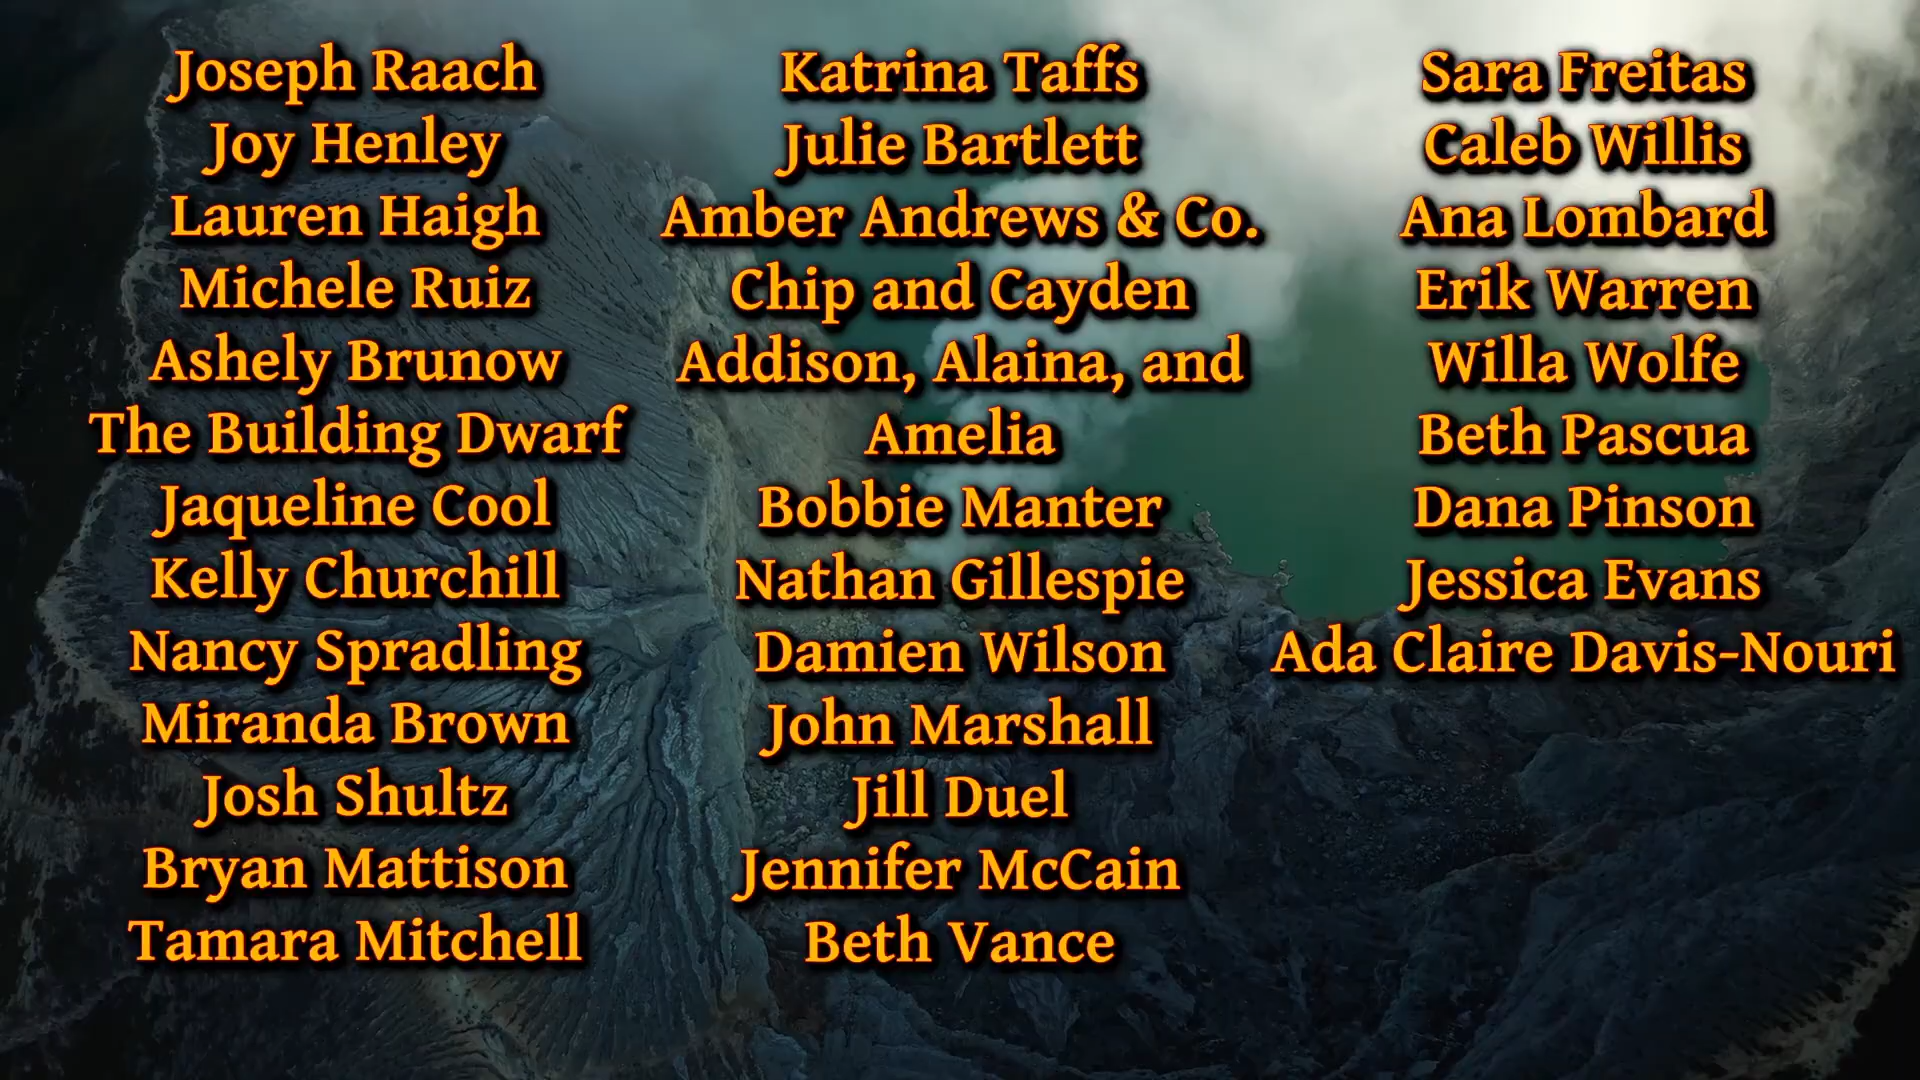 Joseph Raach
Joy Henley
Lauren Haigh
Michele Ruiz
Ashely Brunow
The Building Dwarf
Jaqueline Cool
Kelly Churchill
Nancy Spradling
Miranda Brown
Josh Shultz
Bryan Mattison
Tamara Mitchell
Katrina Taffs
Julie Bartlett
Amber Andrews & Co.
Chip and Cayden
Addison, Alaina, and
Amelia
Bobbie Manter
Nathan Gillespie
Damien Wilson
John Marshall
Jill Duel
Jennifer McCain
Beth Vance
Sara Freitas
Caleb Willis
Ana Lombard
Erik Warren
Willa Wolfe
Beth Pascua
Dana Pinson
Jessica Evans
Ada Claire Davis-Nouri